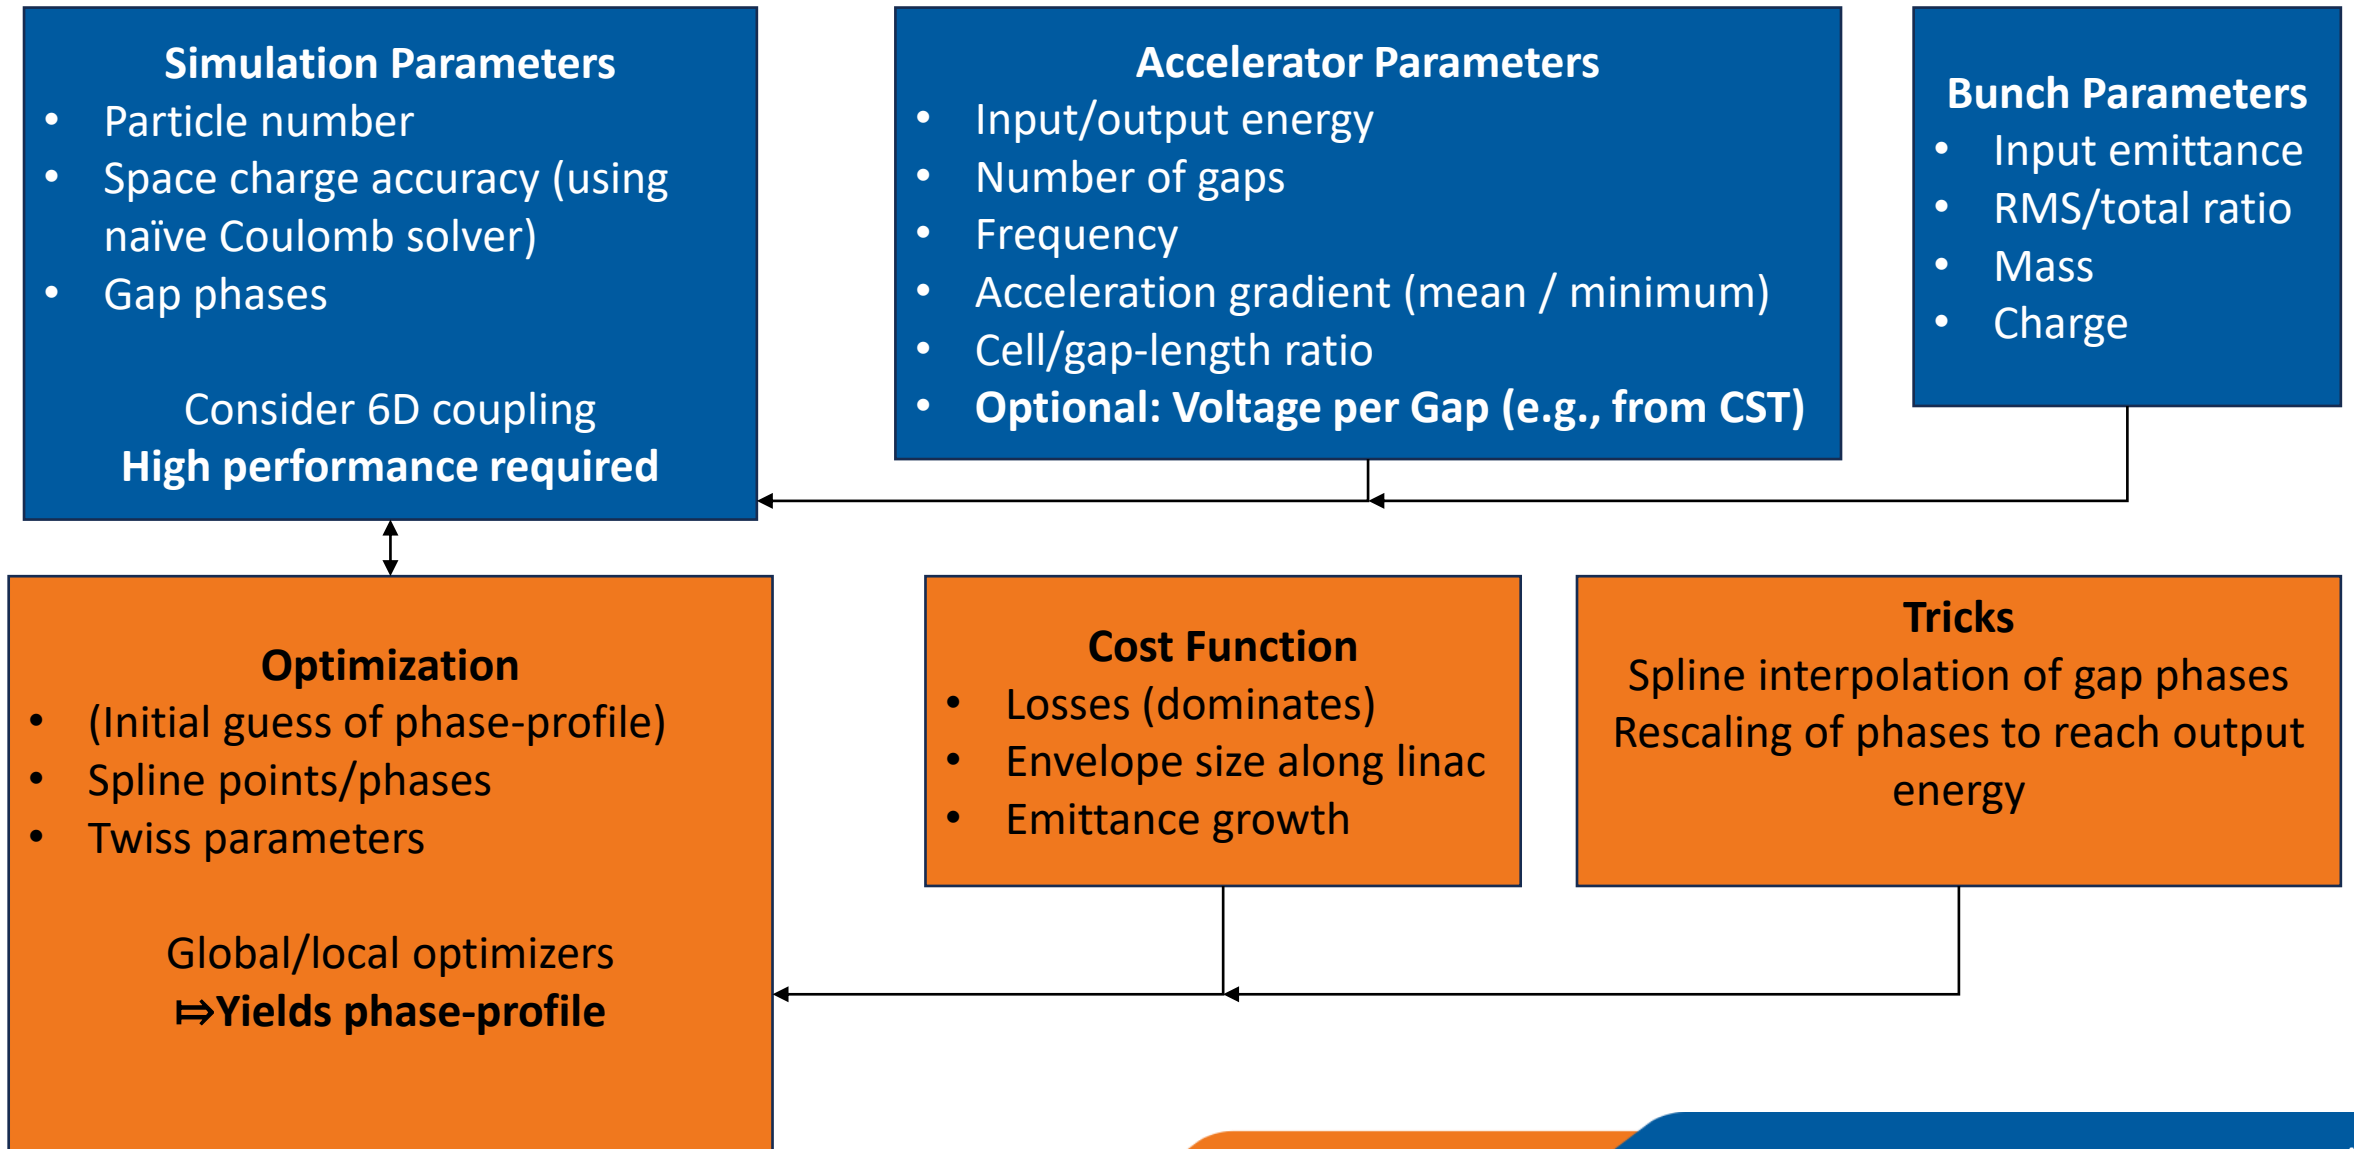 Simulation Parameters
• Particle number
• Space charge accuracy (using
naïve Coulomb solver)
• Gap phases
Consider 6D coupling
High performance required
Accelerator Parameters
• Input/output energy
• Number of gaps
• Frequency
• Acceleration gradient (mean / minimum)
• Cell/gap-length ratio
• Optional: Voltage per Gap (e.g., from CST)
Bunch Parameters
• Input emittance
• RMS/total ratio
• Mass
• Charge
Optimization
• (Initial guess of phase-profile)
• Spline points/phases
• Twiss parameters
Global/local optimizers
⤇Yields phase-profile
Cost Function
• Losses (dominates)
• Envelope size along linac
• Emittance growth
Tricks
Spline interpolation of gap phases
Rescaling of phases to reach output
energy